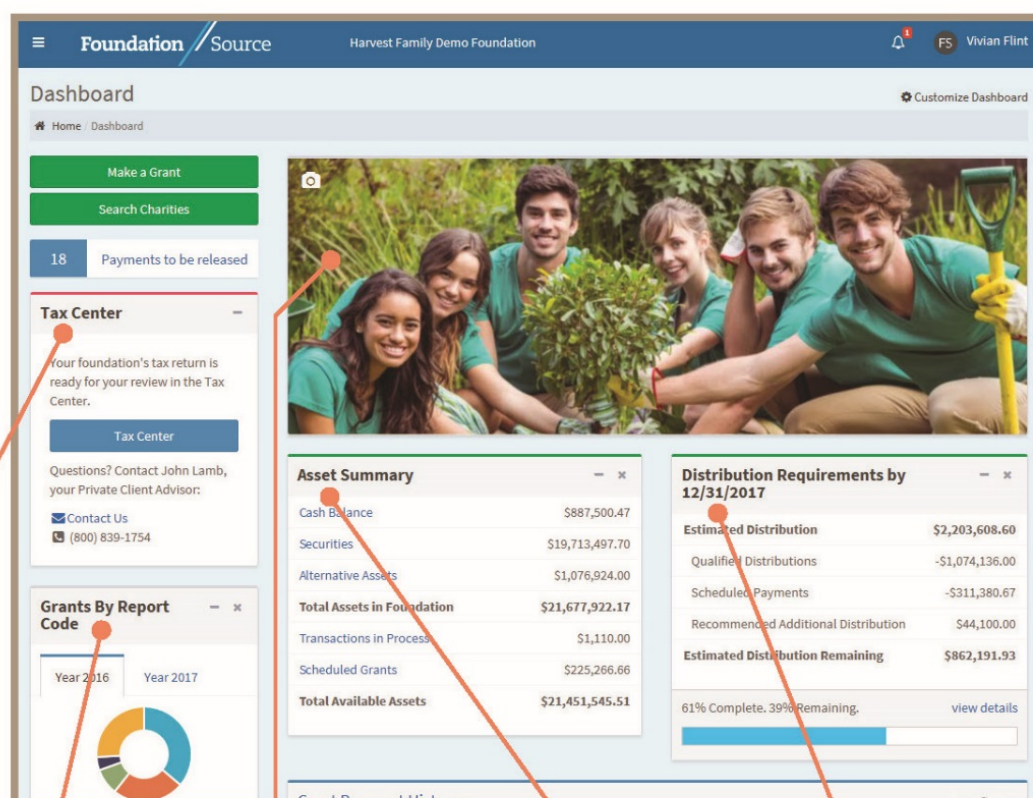 Foundation Source
Harvest Family Demo Foundation
1
FS Vivian Flint
Dashboard
Customize Dashboard
Home / Dashboard
Make a Grant
Search Charities
18 Payments to be released
Tax Center
Your foundation's tax return is
ready for your review in the Tax
Center.
Tax Center
Questions? Contact John Lamb,
your Private Client Advisor:
Contact Us
(800) 839-1754
Grants By Report
Code
Year 2016 Year 2017
Asset Summary
Cash Balance $887,500.47
Securities $19,713,497.70
Alternative Assets $1,076,924.00
Total Assets in Foundation $21,677,922.17
Transactions in Process $1,110.00
Scheduled Grants $225,266.66
Total Available Assets $21,451,545.51
Distribution Requirements by
12/31/2017
Estimated Distribution $2,203,608.60
Qualified Distributions -$1,074,136.00
Scheduled Payments -$311,380.67
Recommended Additional Distribution $44,100.00
Estimated Distribution Remaining $862,191.93
61% Complete. 39% Remaining. view details